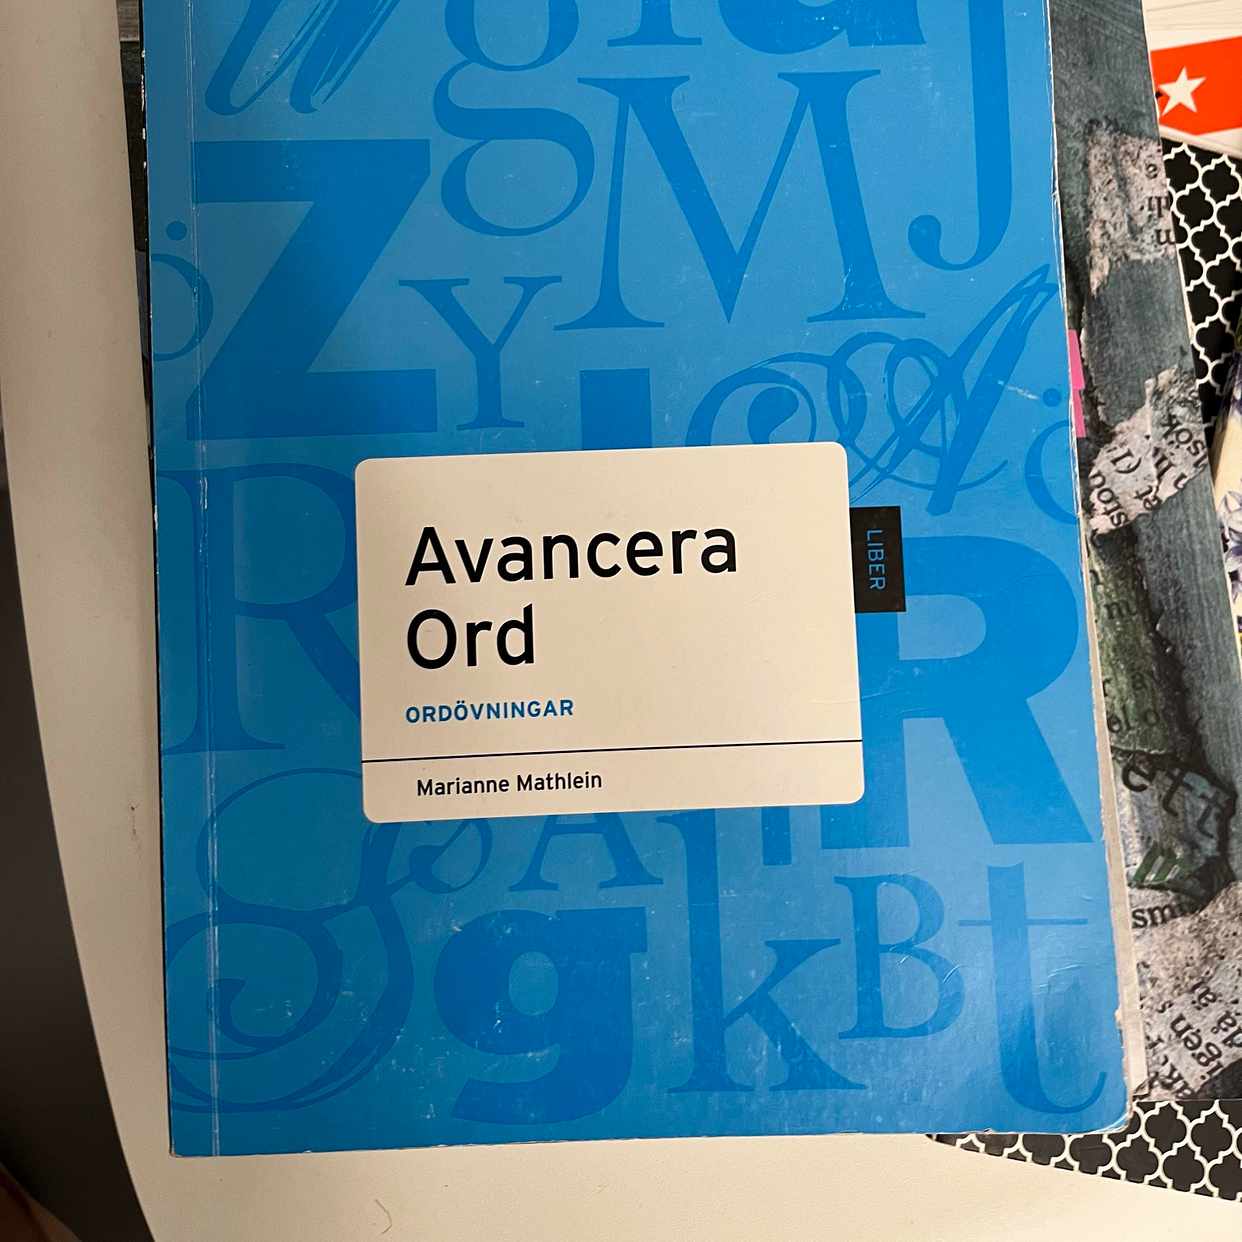 Avancera
Ord
ORDÖVNINGAR
Marianne Mathlein
LIBER